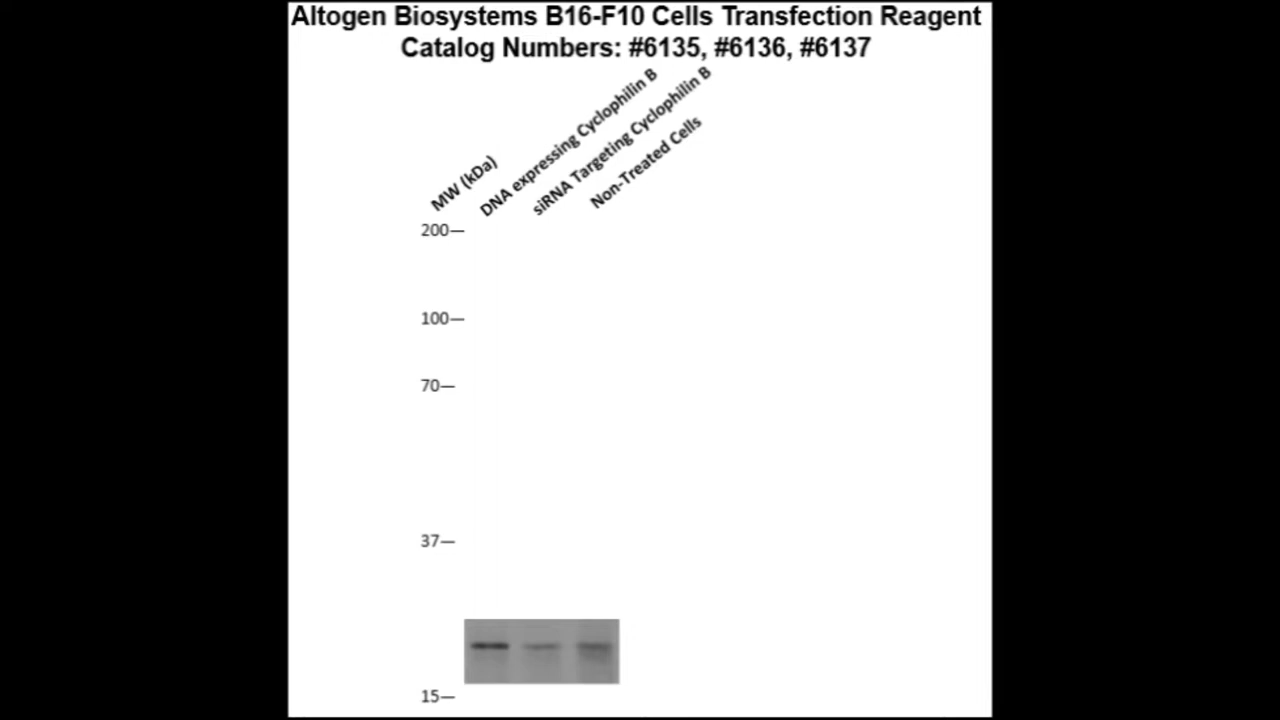 Altogen Biosystems B16-F10 Cells Transfection Reagent
Catalog Numbers: #6135, #6136, #6137
MW (kDa)
DNA expressing Cyclophilin B
siRNA Targeting Cyclophilin B
Non-Treated Cells
200—
100—
70—
37—
15—